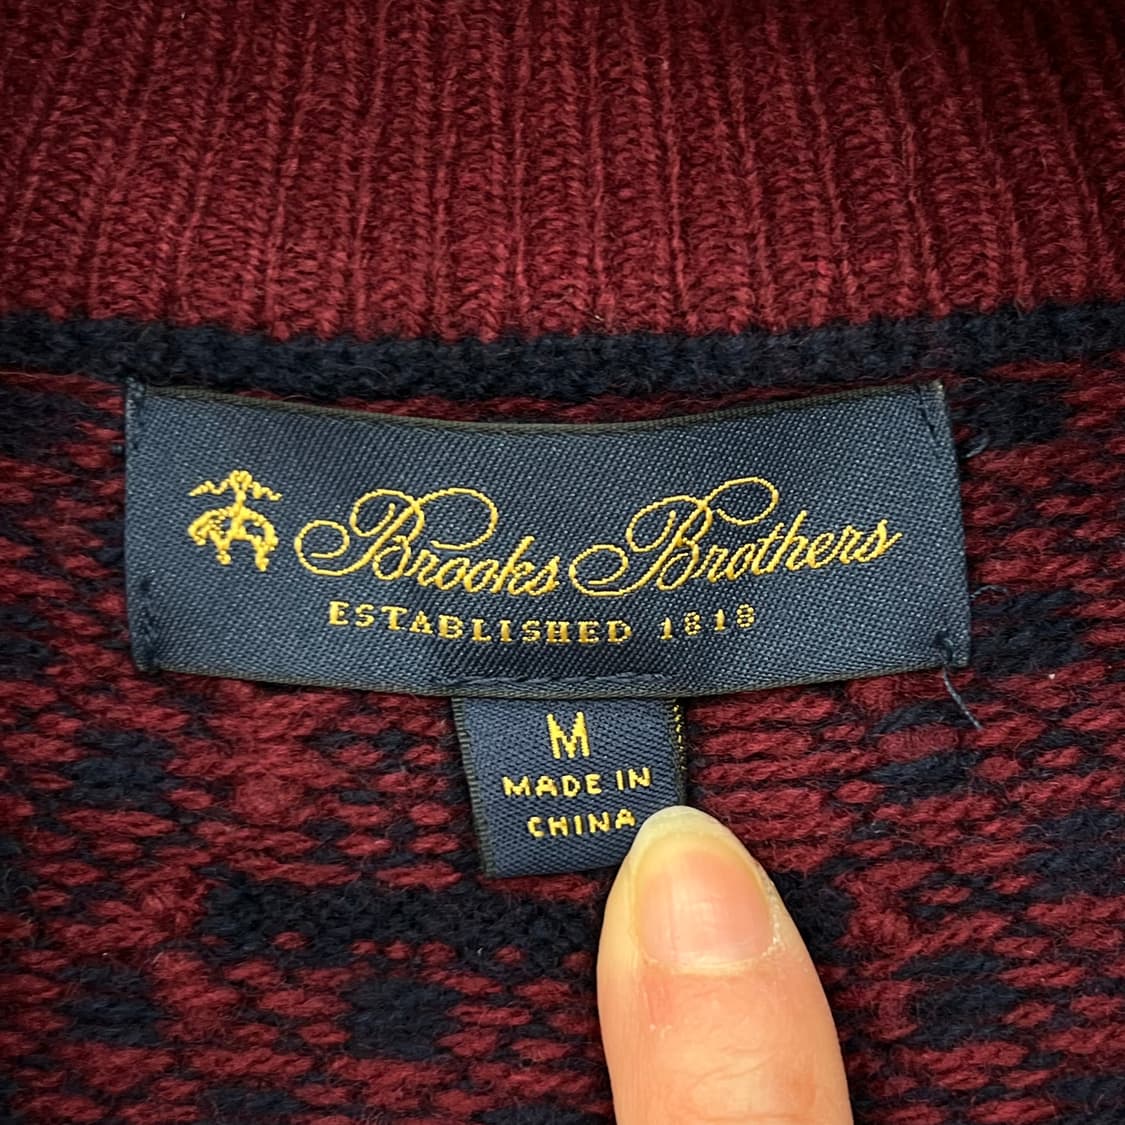 Brooks Brothers
ESTABLISHED 1818
M
MADE IN
CHINA